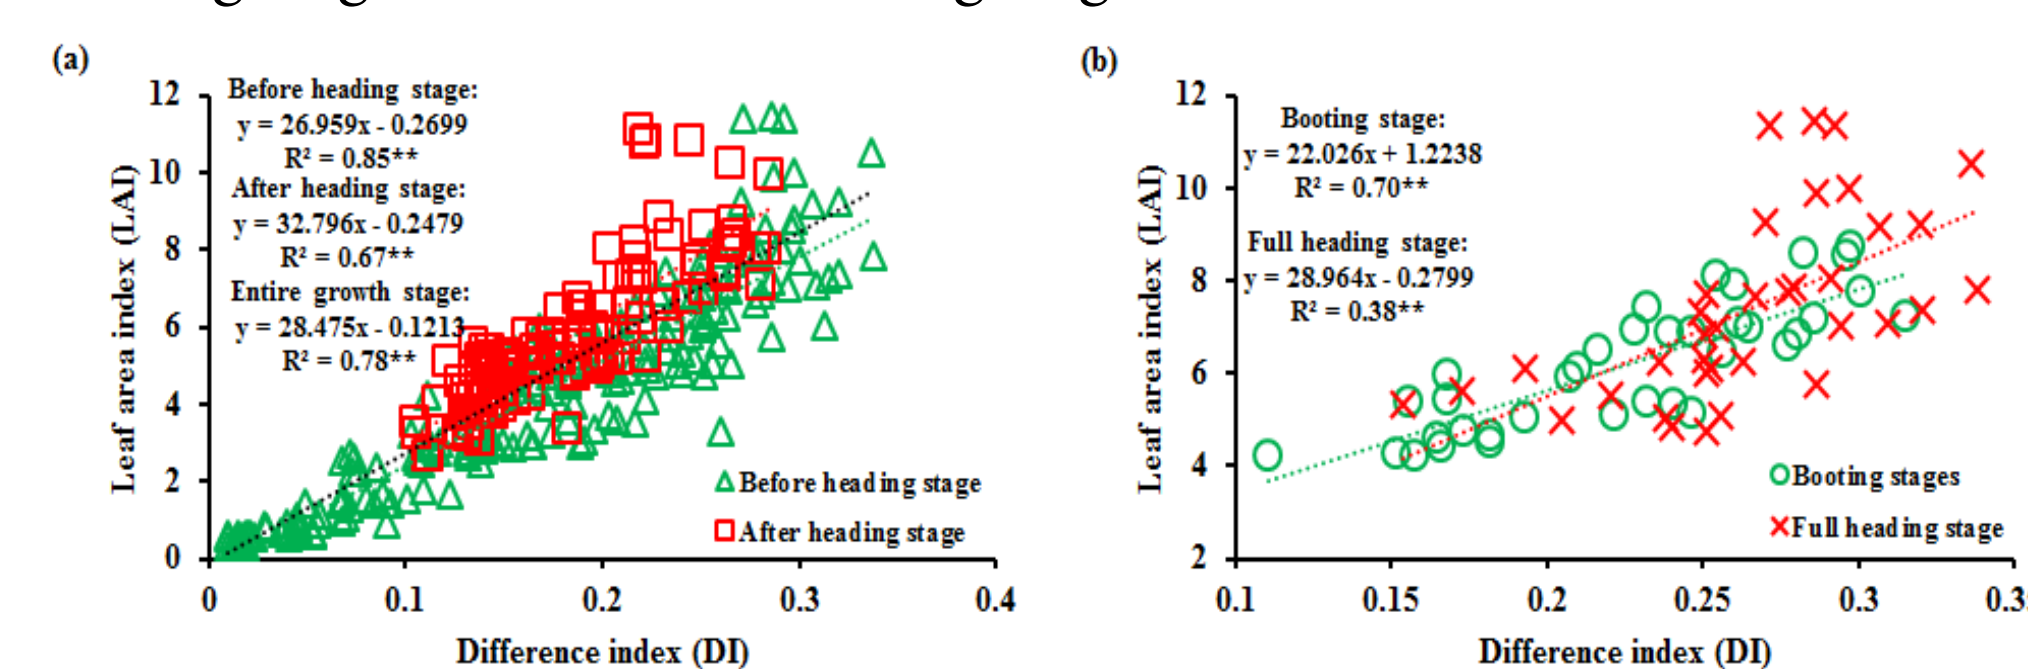 (a)
Before heading stage:
y = 26.959x - 0.2699
R² = 0.85**
After heading stage:
y = 32.796x - 0.2479
R² = 0.67**
Entire growth stage:
y = 28.475x - 0.1213
R² = 0.78**
Leaf area index (LAI)
12
10
8
6
4
2
0
Before heading stage
After heading stage
0 0.1 0.2 0.3 0.4
Difference index (DI)
(b)
Booting stage:
y = 22.026x + 1.2238
R² = 0.70**
Full heading stage:
y = 28.964x - 0.2799
R² = 0.38**
Leaf area index (LAI)
12
10
8
6
4
2
Booting stages
Full heading stage
0.1 0.15 0.2 0.25 0.3
Difference index (DI)